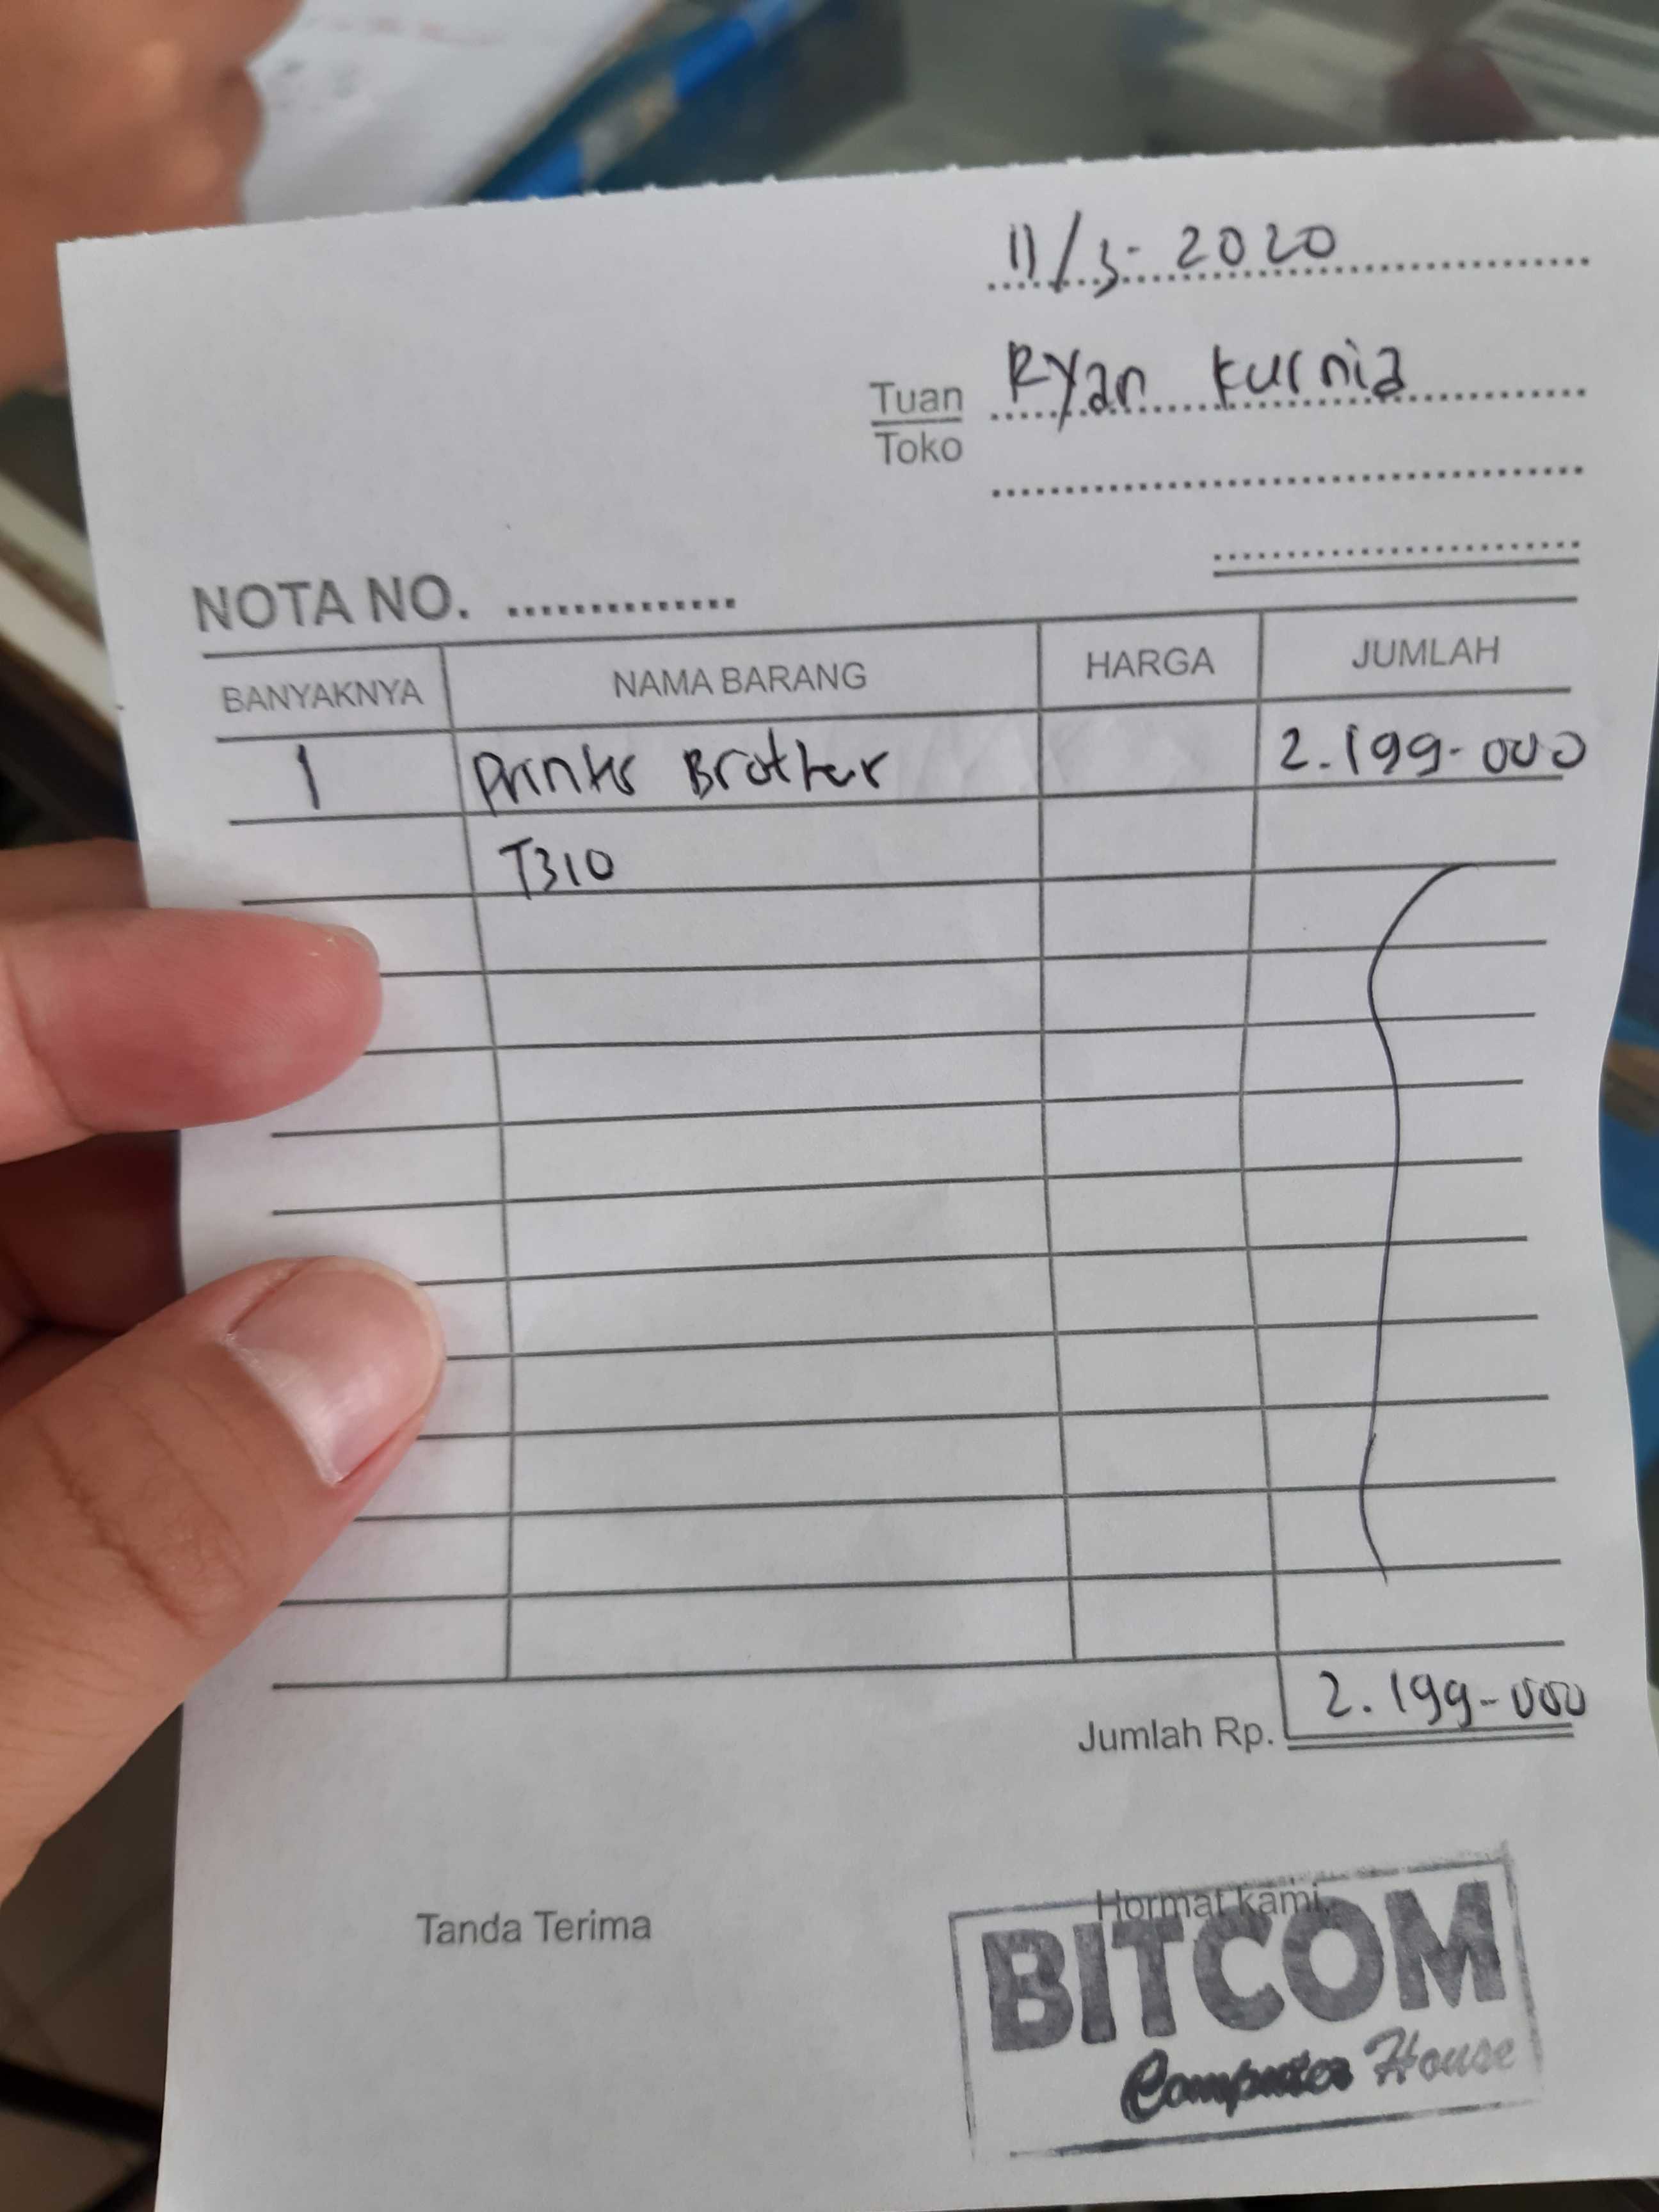 11/3-2020
Tuan Ryan Kurnia
Toko
NOTA NO. ..............
BANYAKNYA NAMA BARANG HARGA JUMLAH
1 Printer Brother 2.199-000
T310
Jumlah Rp. 2.199-000
Tanda Terima Hormat kami,
BITCOM
Computer House